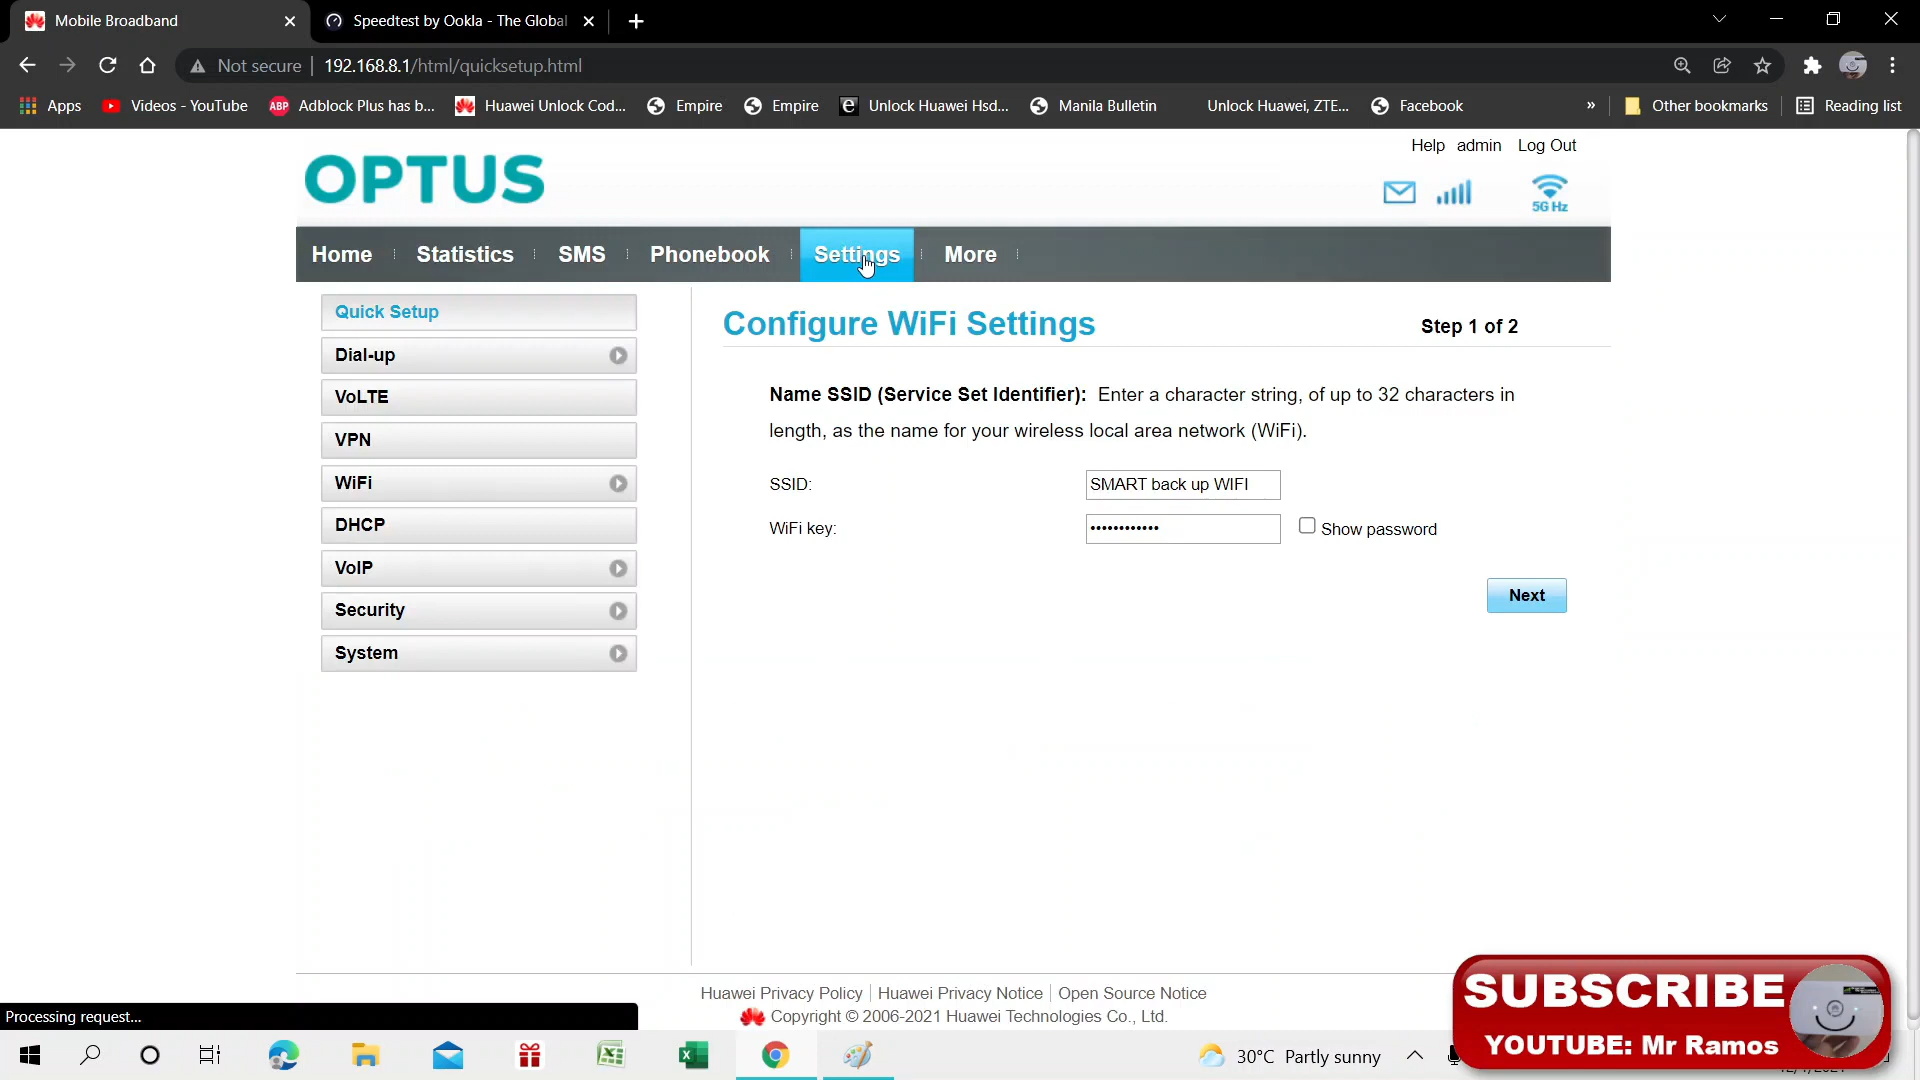 Mobile Broadband
Speedtest by Ookla - The Global
Not secure 192.168.8.1/html/quicksetup.html
Apps Videos - YouTube ABP Adblock Plus has b... Huawei Unlock Cod... Empire Empire e Unlock Huawei Hsd... Manila Bulletin Unlock Huawei, ZTE... Facebook » Other bookmarks Reading list
Help admin Log Out
OPTUS
5G Hz
Home Statistics SMS Phonebook Settings More
Quick Setup
Dial-up
VoLTE
VPN
WiFi
DHCP
VoIP
Security
System
Configure WiFi Settings
Step 1 of 2
Name SSID (Service Set Identifier): Enter a character string, of up to 32 characters in
length, as the name for your wireless local area network (WiFi).
SSID: SMART back up WIFI
WiFi key: •••••••••••• Show password
Next
Huawei Privacy Policy Huawei Privacy Notice Open Source Notice
Copyright © 2006-2021 Huawei Technologies Co., Ltd.
Processing request...
SUBSCRIBE
YOUTUBE: Mr Ramos
30°C Partly sunny